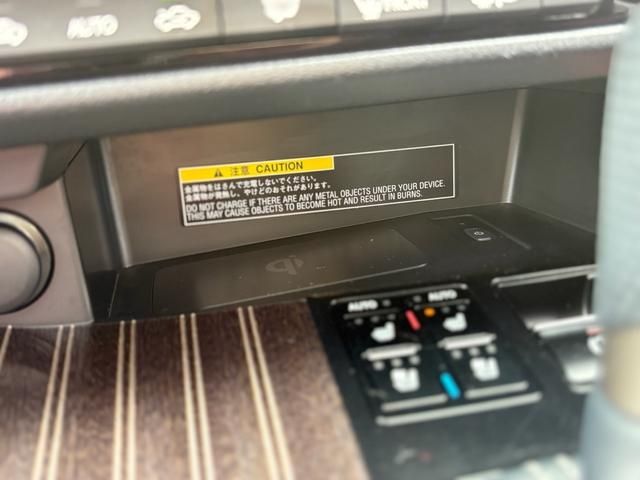 AUTO
FRONT
注意 CAUTION
金属物をはさんで充電しないでください。
金属物が発熱し、やけどのおそれがあります。
DO NOT CHARGE IF THERE ARE ANY METAL OBJECTS UNDER YOUR DEVICE.
THIS MAY CAUSE OBJECTS TO BECOME HOT AND RESULT IN BURNS.
AUTO AUTO